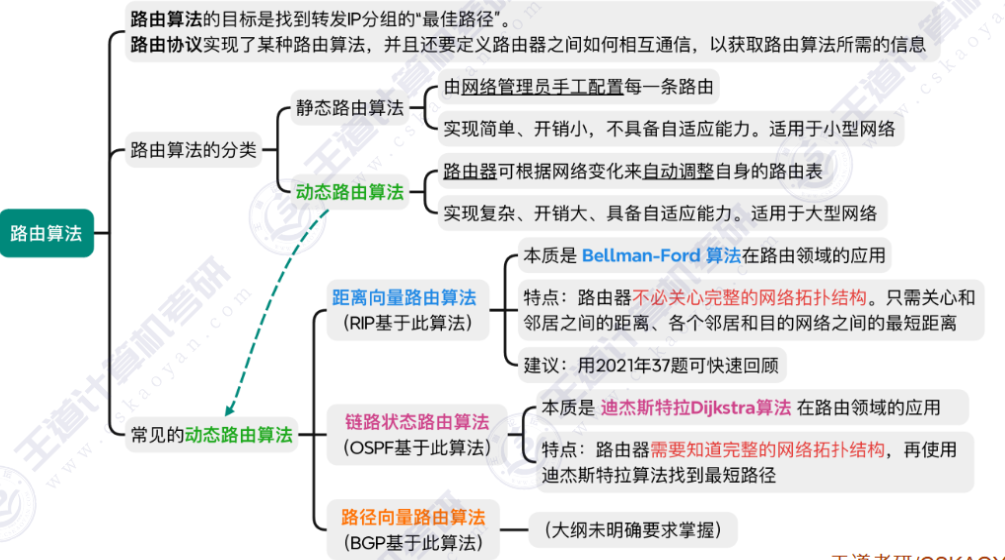 路由算法的目标是找到转发IP分组的“最佳路径”。
路由协议实现了某种路由算法，并且还要定义路由器之间如何相互通信，以获取路由算法所需的信息
静态路由算法
由网络管理员手工配置每一条路由
实现简单、开销小，不具备自适应能力。适用于小型网络
路由算法的分类
动态路由算法
路由器可根据网络变化来自动调整自身的路由表
实现复杂、开销大、具备自适应能力。适用于大型网络
路由算法
距离向量路由算法
（RIP基于此算法）
本质是 Bellman-Ford 算法在路由领域的应用
特点：路由器不必关心完整的网络拓扑结构。只需关心和
邻居之间的距离、各个邻居和目的网络之间的最短距离
建议：用2021年37题可快速回顾
常见的动态路由算法
链路状态路由算法
（OSPF基于此算法）
本质是 迪杰斯特拉Dijkstra算法 在路由领域的应用
特点：路由器需要知道完整的网络拓扑结构，再使用
迪杰斯特拉算法找到最短路径
路径向量路由算法
（BGP基于此算法）
（大纲未明确要求掌握）
王道计算机考研
www.cskaoyan.com